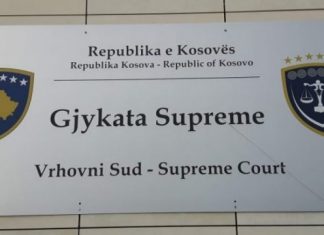 Republika e Kosovës
Republika Kosova - Republic of Kosovo
Gjykata Supreme
Vrhovni Sud - Supreme Court